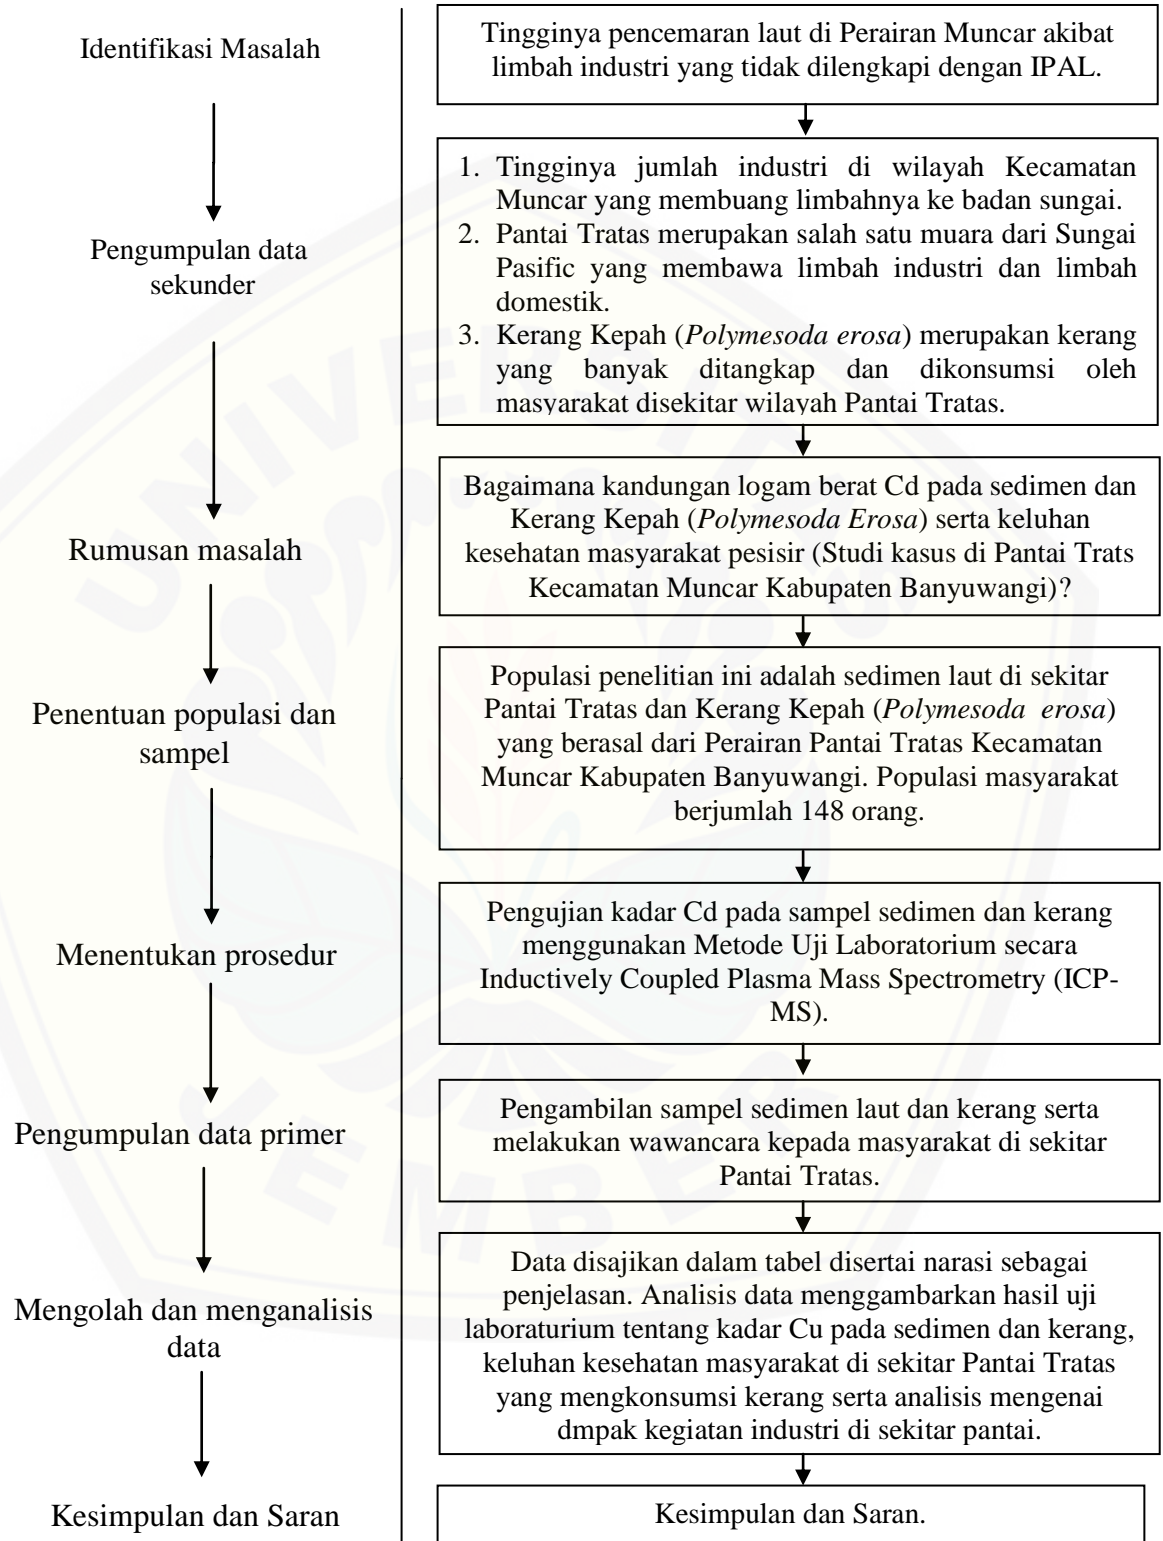 Identifikasi Masalah
Tingginya pencemaran laut di Perairan Muncar akibat
limbah industri yang tidak dilengkapi dengan IPAL.
Pengumpulan data
sekunder
1. Tingginya jumlah industri di wilayah Kecamatan
Muncar yang membuang limbahnya ke badan sungai.
2. Pantai Tratas merupakan salah satu muara dari Sungai
Pasific yang membawa limbah industri dan limbah
domestik.
3. Kerang Kepah (Polymesoda erosa) merupakan kerang
yang banyak ditangkap dan dikonsumsi oleh
masyarakat disekitar wilayah Pantai Tratas.
Rumusan masalah
Bagaimana kandungan logam berat Cd pada sedimen dan
Kerang Kepah (Polymesoda Erosa) serta keluhan
kesehatan masyarakat pesisir (Studi kasus di Pantai Trats
Kecamatan Muncar Kabupaten Banyuwangi)?
Penentuan populasi dan
sampel
Populasi penelitian ini adalah sedimen laut di sekitar
Pantai Tratas dan Kerang Kepah (Polymesoda erosa)
yang berasal dari Perairan Pantai Tratas Kecamatan
Muncar Kabupaten Banyuwangi. Populasi masyarakat
berjumlah 148 orang.
Menentukan prosedur
Pengujian kadar Cd pada sampel sedimen dan kerang
menggunakan Metode Uji Laboratorium secara
Inductively Coupled Plasma Mass Spectrometry (ICP-
MS).
Pengumpulan data primer
Pengambilan sampel sedimen laut dan kerang serta
melakukan wawancara kepada masyarakat di sekitar
Pantai Tratas.
Mengolah dan menganalisis
data
Data disajikan dalam tabel disertai narasi sebagai
penjelasan. Analisis data menggambarkan hasil uji
laboraturium tentang kadar Cu pada sedimen dan kerang,
keluhan kesehatan masyarakat di sekitar Pantai Tratas
yang mengkonsumsi kerang serta analisis mengenai
dmpak kegiatan industri di sekitar pantai.
Kesimpulan dan Saran
Kesimpulan dan Saran.
UNIVERSITAS
JEMBER